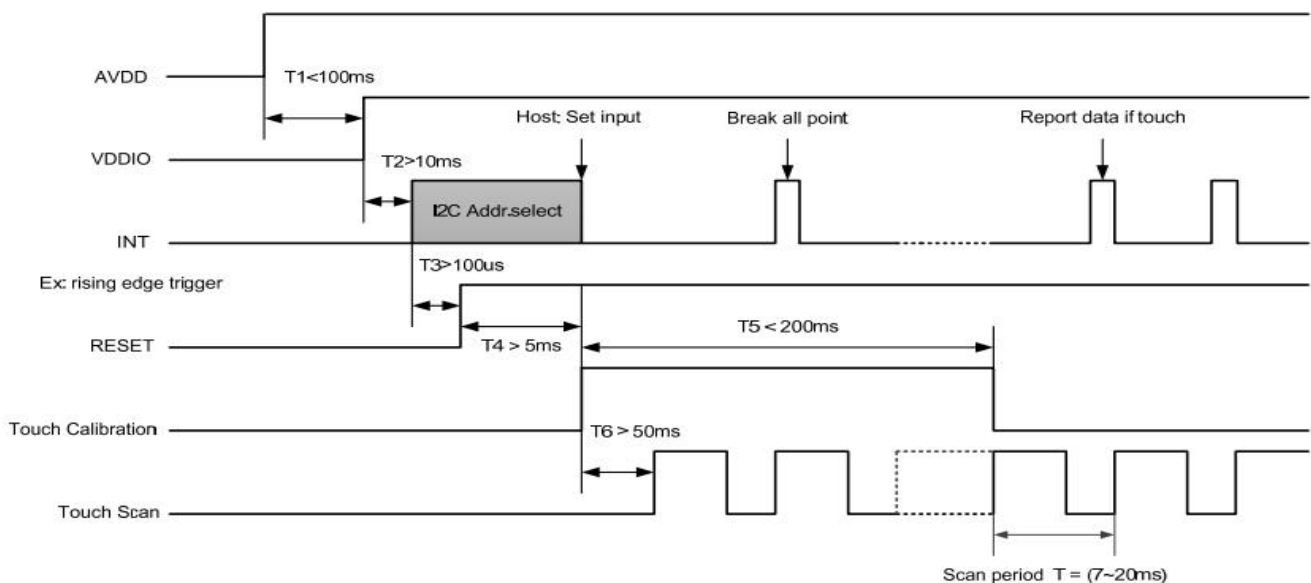 AVDD
T1<100ms
Host: Set input
Break all point
Report data if touch
VDDIO
T2>10ms
I2C Addr.select
INT
T3>100us
Ex: rising edge trigger
T5 < 200ms
RESET
T4 > 5ms
Touch Calibration
T6 > 50ms
Touch Scan
Scan period T = (7~20ms)